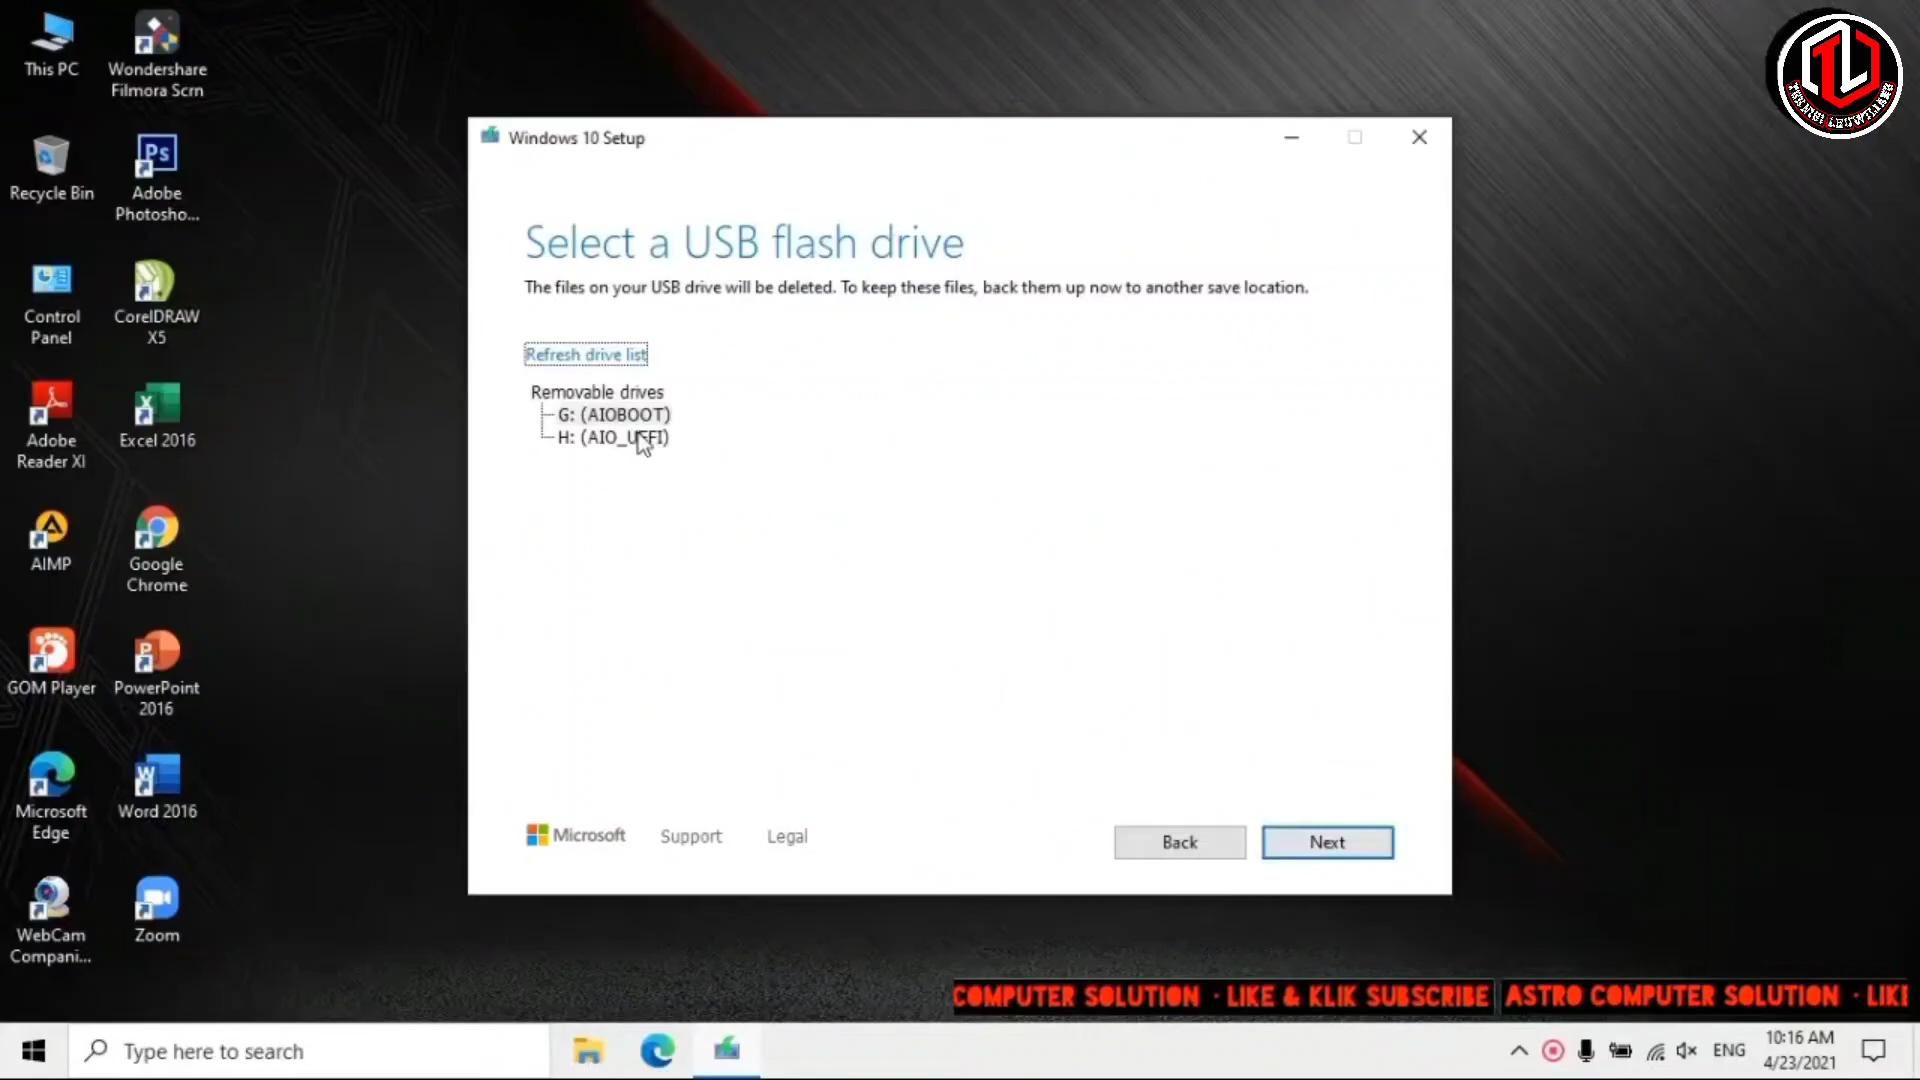 This PC
Wondershare
Filmora Scrn
Recycle Bin
Adobe
Photosho...
Control
Panel
CorelDRAW
X5
Adobe
Reader XI
Excel 2016
AIMP
Google
Chrome
GOM Player
PowerPoint
2016
Microsoft
Edge
Word 2016
WebCam
Compani...
Zoom
Windows 10 Setup
Select a USB flash drive
The files on your USB drive will be deleted. To keep these files, back them up now to another save location.
Refresh drive list
Removable drives
G: (AIOBOOT)
H: (AIO_UEFI)
Microsoft
Support
Legal
Back
Next
COMPUTER SOLUTION · LIKE & KLIK SUBSCRIBE
ASTRO COMPUTER SOLUTION · LIKE
Type here to search
ENG
10:16 AM
4/23/2021